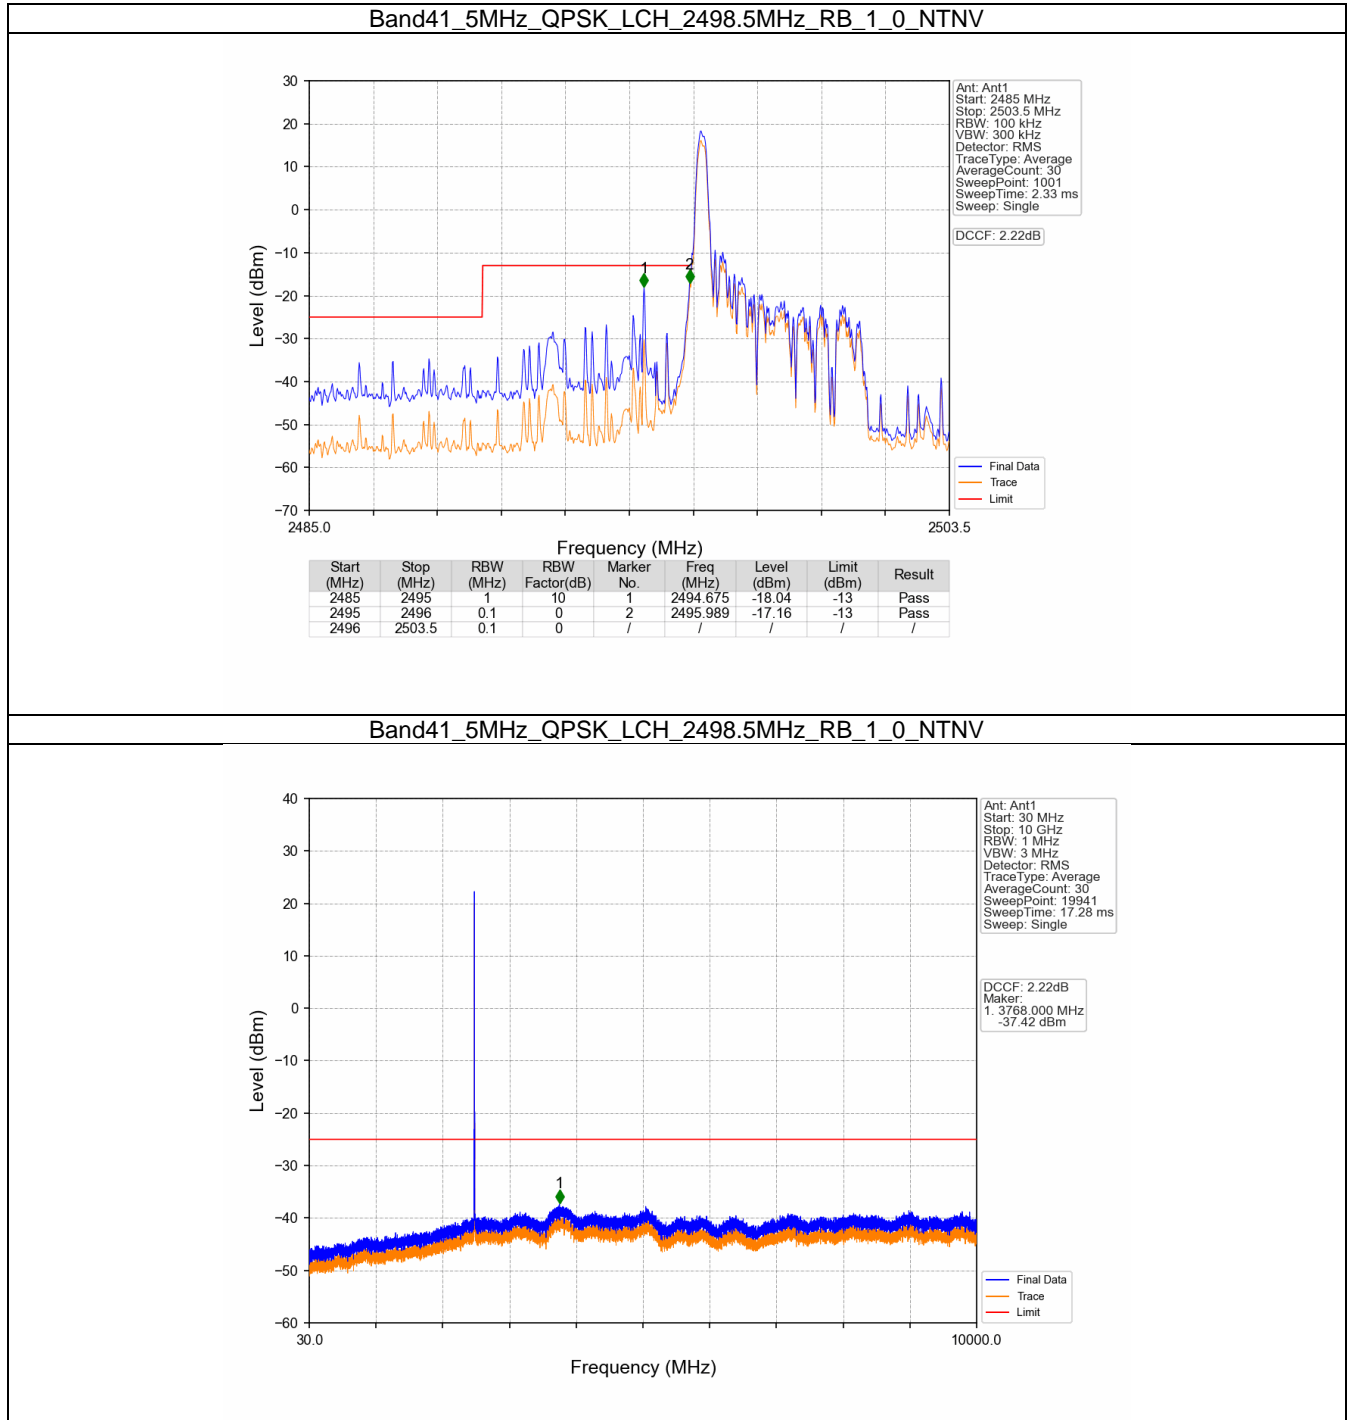 Band41_5MHz_QPSK_LCH_2498.5MHz_RB_1_0_NTNV
30
20
10
0
−10
−20
−30
−40
−50
−60
−70
Level (dBm)
1
2
2485.0
2503.5
Frequency (MHz)
Ant: Ant1
Start: 2485 MHz
Stop: 2503.5 MHz
RBW: 100 kHz
VBW: 300 kHz
Detector: RMS
TraceType: Average
AverageCount: 30
SweepPoint: 1001
SweepTime: 2.33 ms
Sweep: Single
DCCF: 2.22dB
Final Data
Trace
Limit
Start (MHz) Stop (MHz) RBW (MHz) RBW Factor(dB) Marker No. Freq (MHz) Level (dBm) Limit (dBm) Result
2485 2495 1 10 1 2494.675 -18.04 -13 Pass
2495 2496 0.1 0 2 2495.989 -17.16 -13 Pass
2496 2503.5 0.1 0 / / / / /
Band41_5MHz_QPSK_LCH_2498.5MHz_RB_1_0_NTNV
40
30
20
10
0
−10
−20
−30
−40
−50
−60
Level (dBm)
1
30.0
10000.0
Frequency (MHz)
Ant: Ant1
Start: 30 MHz
Stop: 10 GHz
RBW: 1 MHz
VBW: 3 MHz
Detector: RMS
TraceType: Average
AverageCount: 30
SweepPoint: 19941
SweepTime: 17.28 ms
Sweep: Single
DCCF: 2.22dB
Maker:
1. 3768.000 MHz
-37.42 dBm
Final Data
Trace
Limit